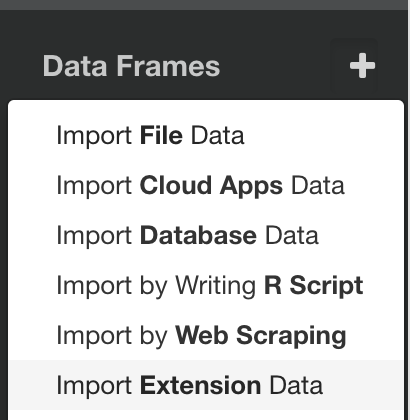 Data Frames
Import File Data
Import Cloud Apps Data
Import Database Data
Import by Writing R Script
Import by Web Scraping
Import Extension Data